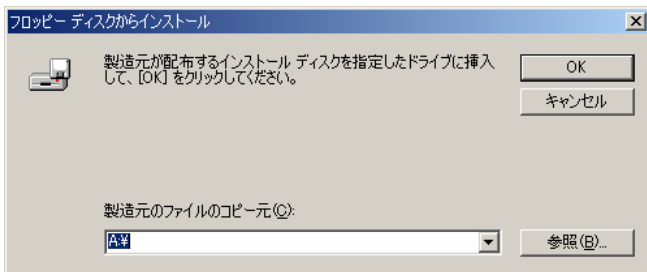 フロッピー ディスクからインストール
製造元が配布するインストール ディスクを指定したドライブに挿入
して、[OK] をクリックしてください。
OK
キャンセル
製造元のファイルのコピー元(C):
A:¥
参照(B)...